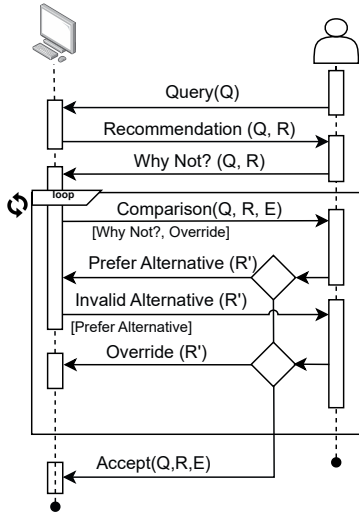 Query(Q)
Recommendation (Q, R)
Why Not? (Q, R)
loop
Comparison(Q, R, E)
[Why Not?, Override]
Prefer Alternative (R')
Invalid Alternative (R')
[Prefer Alternative]
Override (R')
Accept(Q,R,E)